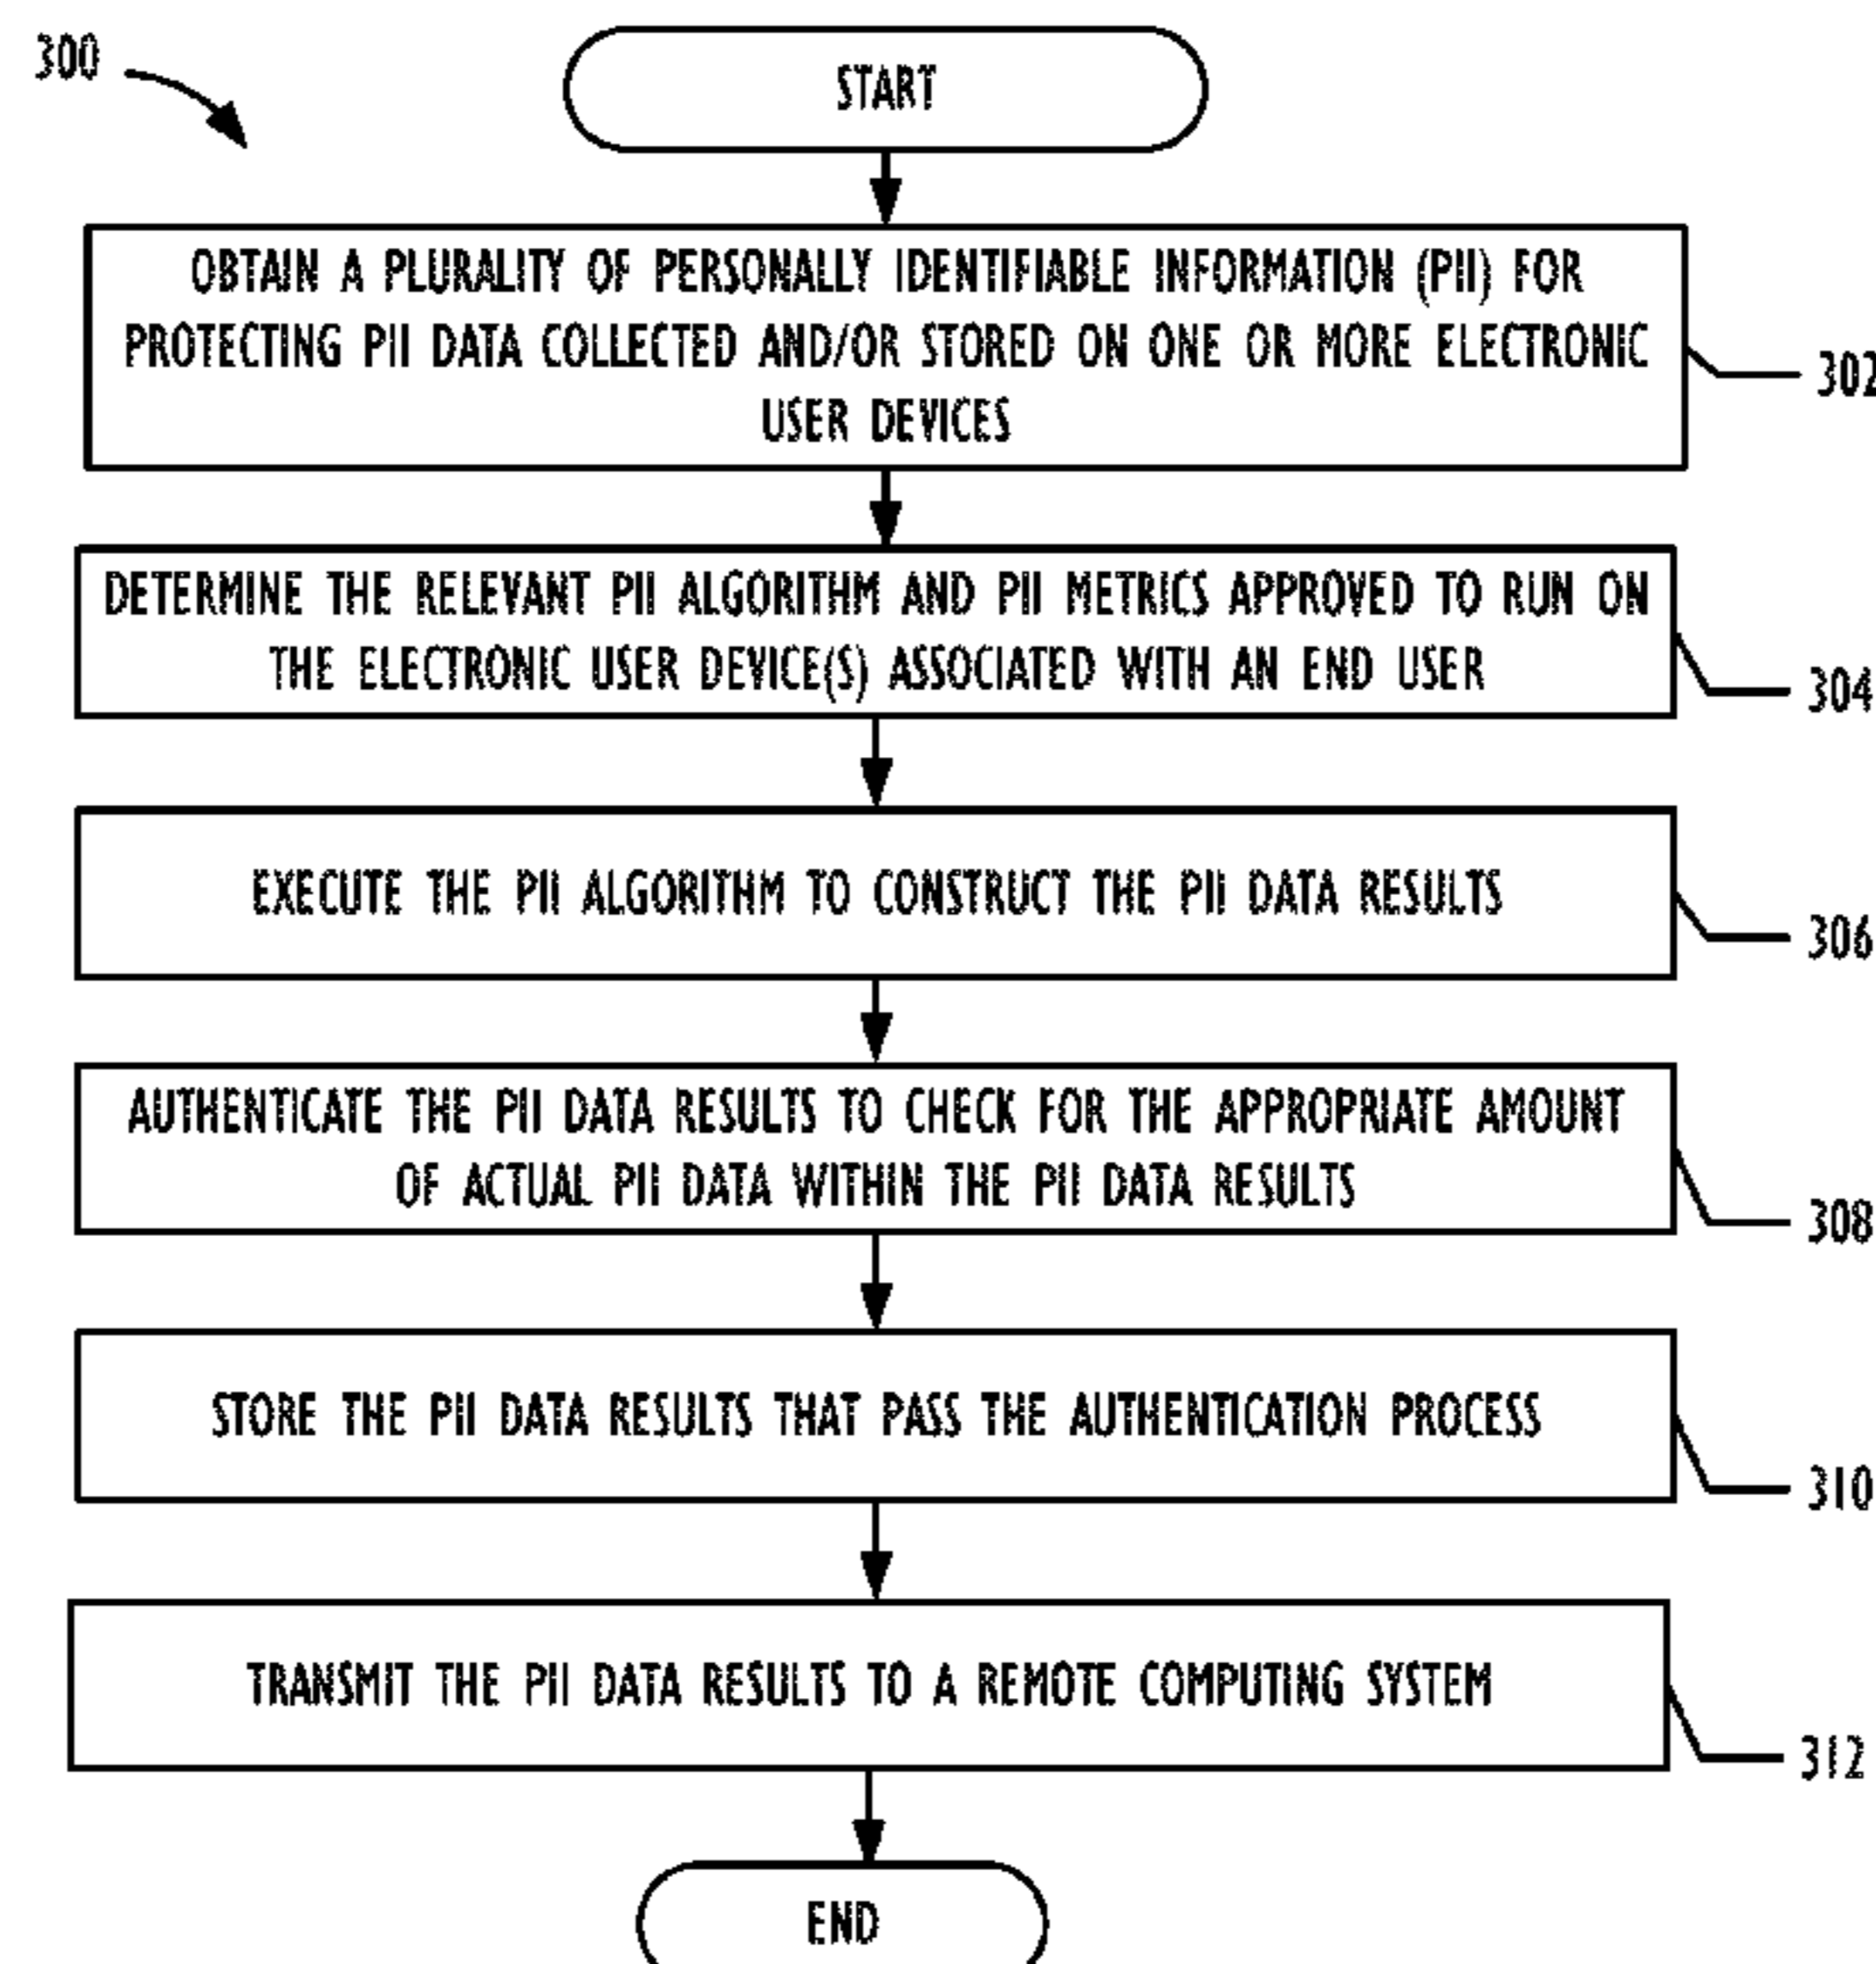 300
START
OBTAIN A PLURALITY OF PERSONALLY IDENTIFIABLE INFORMATION (PII) FOR
PROTECTING PII DATA COLLECTED AND/OR STORED ON ONE OR MORE ELECTRONIC
USER DEVICES
302
DETERMINE THE RELEVANT PII ALGORITHM AND PII METRICS APPROVED TO RUN ON
THE ELECTRONIC USER DEVICE(S) ASSOCIATED WITH AN END USER
304
EXECUTE THE PII ALGORITHM TO CONSTRUCT THE PII DATA RESULTS
306
AUTHENTICATE THE PII DATA RESULTS TO CHECK FOR THE APPROPRIATE AMOUNT
OF ACTUAL PII DATA WITHIN THE PII DATA RESULTS
308
STORE THE PII DATA RESULTS THAT PASS THE AUTHENTICATION PROCESS
310
TRANSMIT THE PII DATA RESULTS TO A REMOTE COMPUTING SYSTEM
312
END